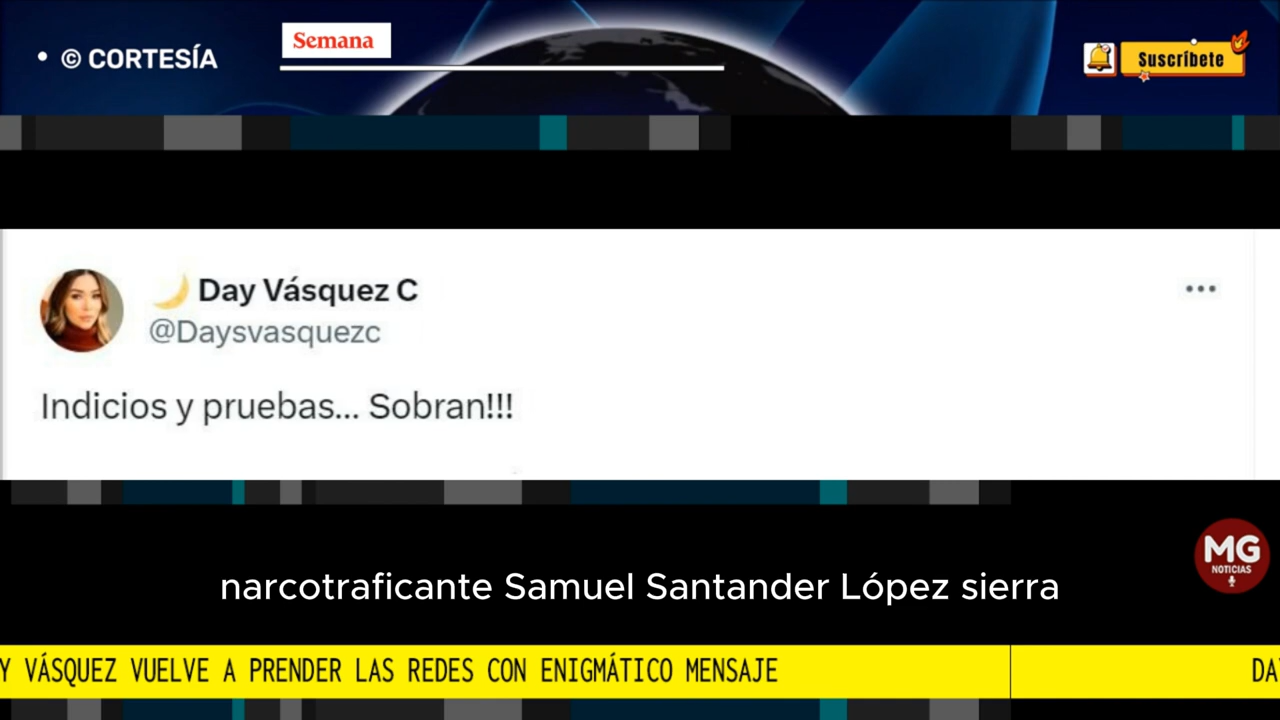 • © CORTESÍA
Semana
Suscríbete
Day Vásquez C
@Daysvasquezc
Indicios y pruebas... Sobran!!!
MG
NOTICIAS
narcotraficante Samuel Santander López sierra
Y VÁSQUEZ VUELVE A PRENDER LAS REDES CON ENIGMÁTICO MENSAJE
DA